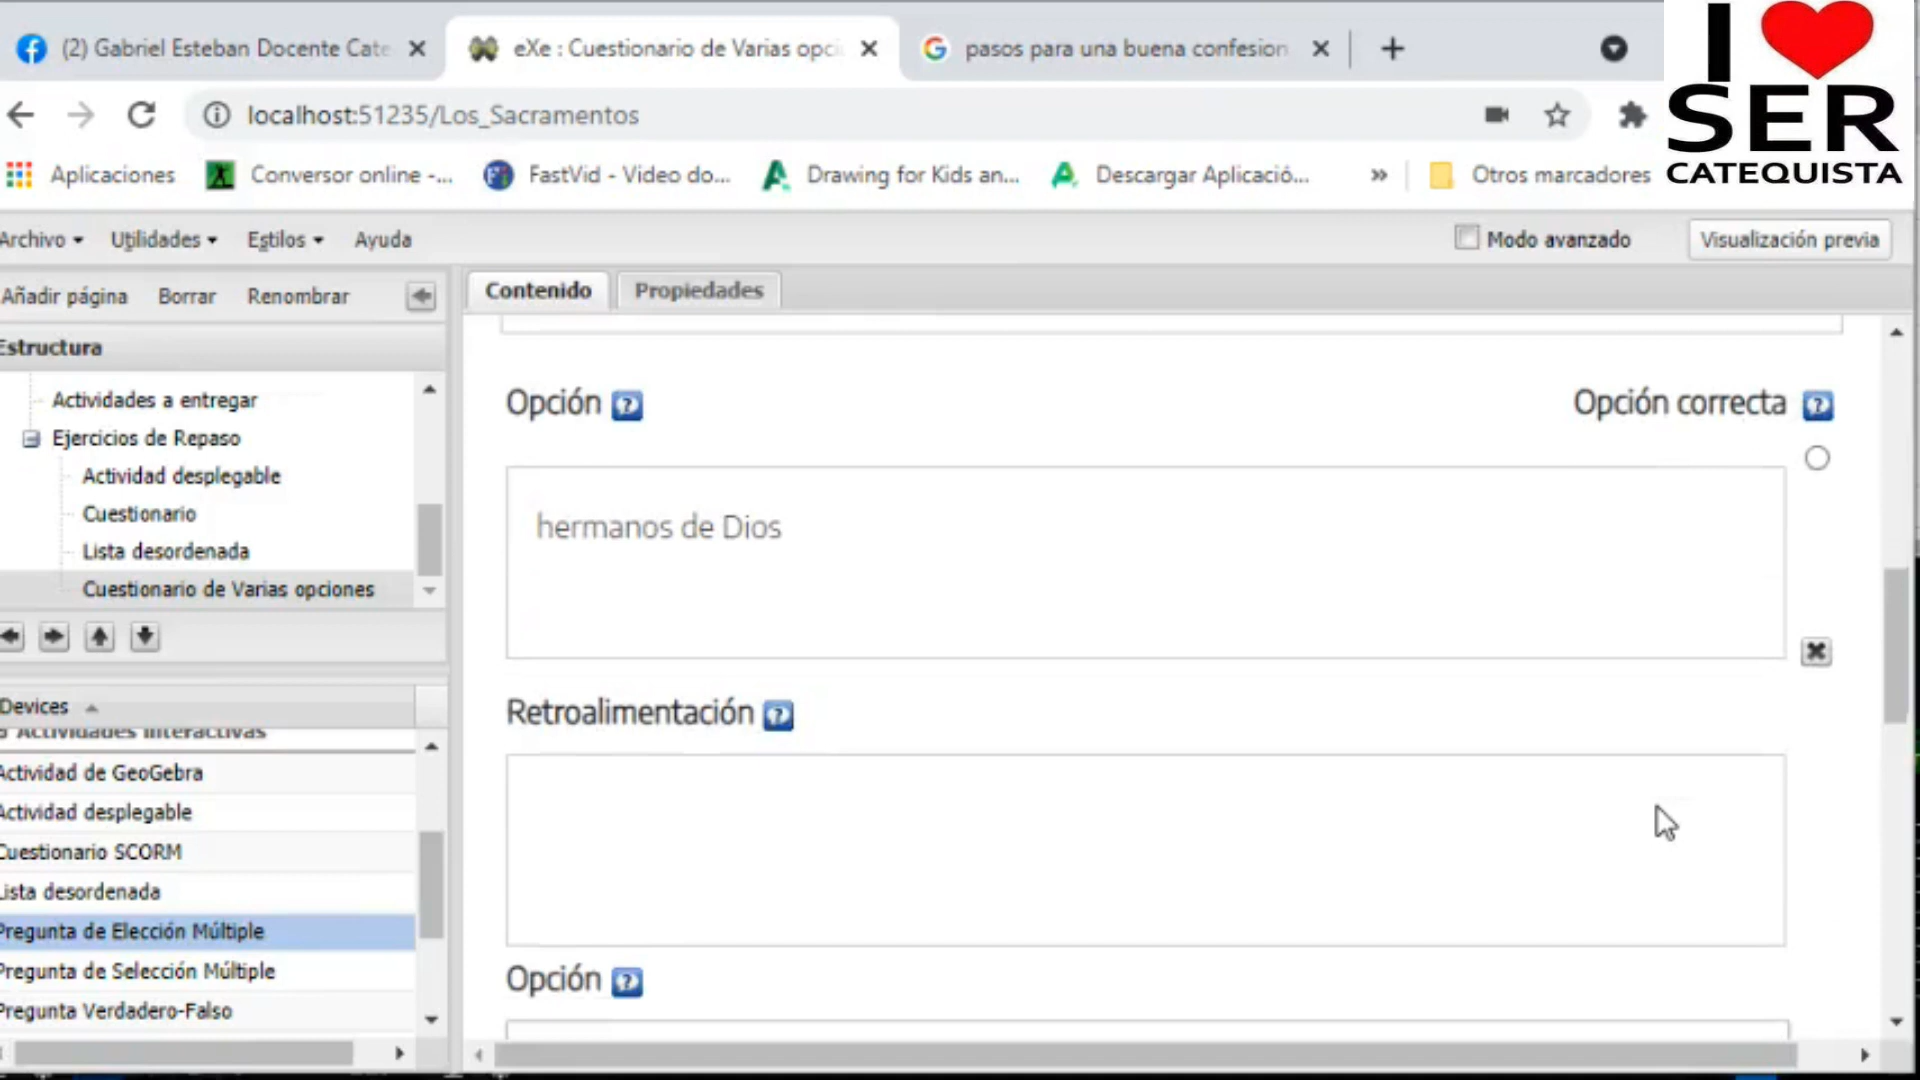 I
SER
CATEQUISTA
(2) Gabriel Esteban Docente Cate
eXe : Cuestionario de Varias opci
pasos para una buena confesion
localhost:51235/Los_Sacramentos
Aplicaciones
Conversor online -...
FastVid - Video do...
Drawing for Kids an...
Descargar Aplicació...
»
Otros marcadores
Archivo
Utilidades
Estilos
Ayuda
Modo avanzado
Visualización previa
Añadir página
Borrar
Renombrar
Contenido
Propiedades
Estructura
Actividades a entregar
Ejercicios de Repaso
Actividad desplegable
Cuestionario
Lista desordenada
Cuestionario de Varias opciones
Opción
Opción correcta
hermanos de Dios
Retroalimentación
Opción
Devices
Actividades interactivas
Actividad de GeoGebra
Actividad desplegable
Cuestionario SCORM
Lista desordenada
Pregunta de Elección Múltiple
Pregunta de Selección Múltiple
Pregunta Verdadero-Falso